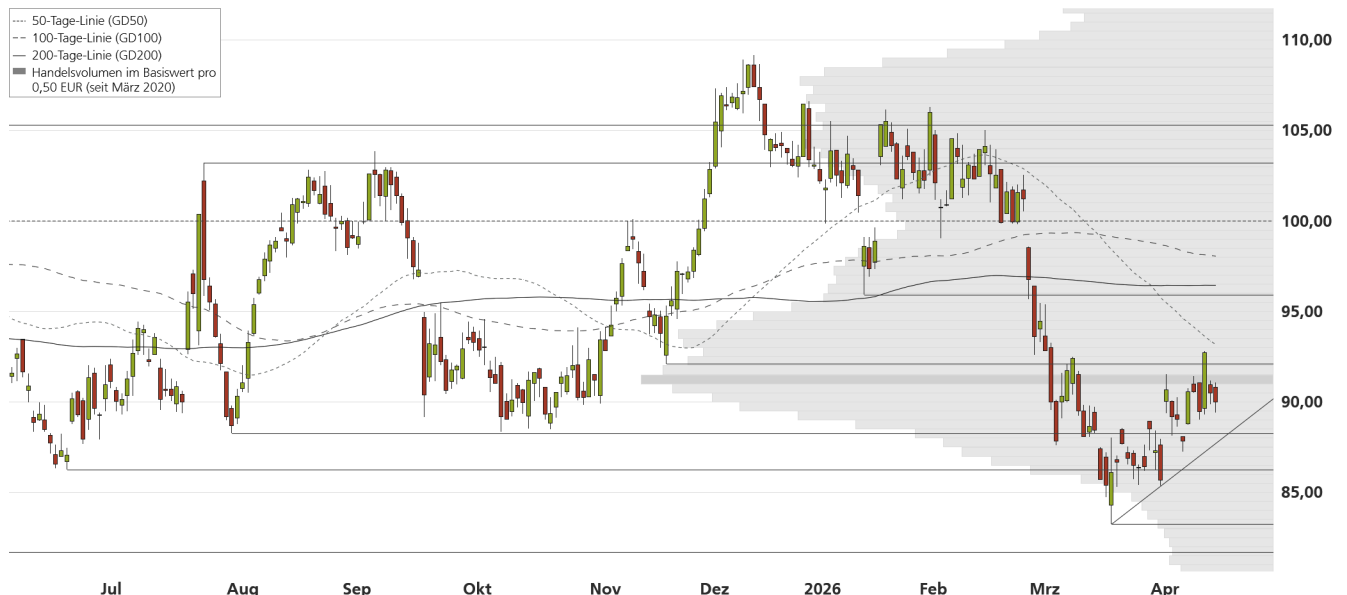 50-Tage-Linie (GD50)
100-Tage-Linie (GD100)
200-Tage-Linie (GD200)
Handelsvolumen im Basiswert pro
0,50 EUR (seit März 2020)
110,00
105,00
100,00
95,00
90,00
85,00
Jul Aug Sep Okt Nov Dez 2026 Feb Mrz Apr